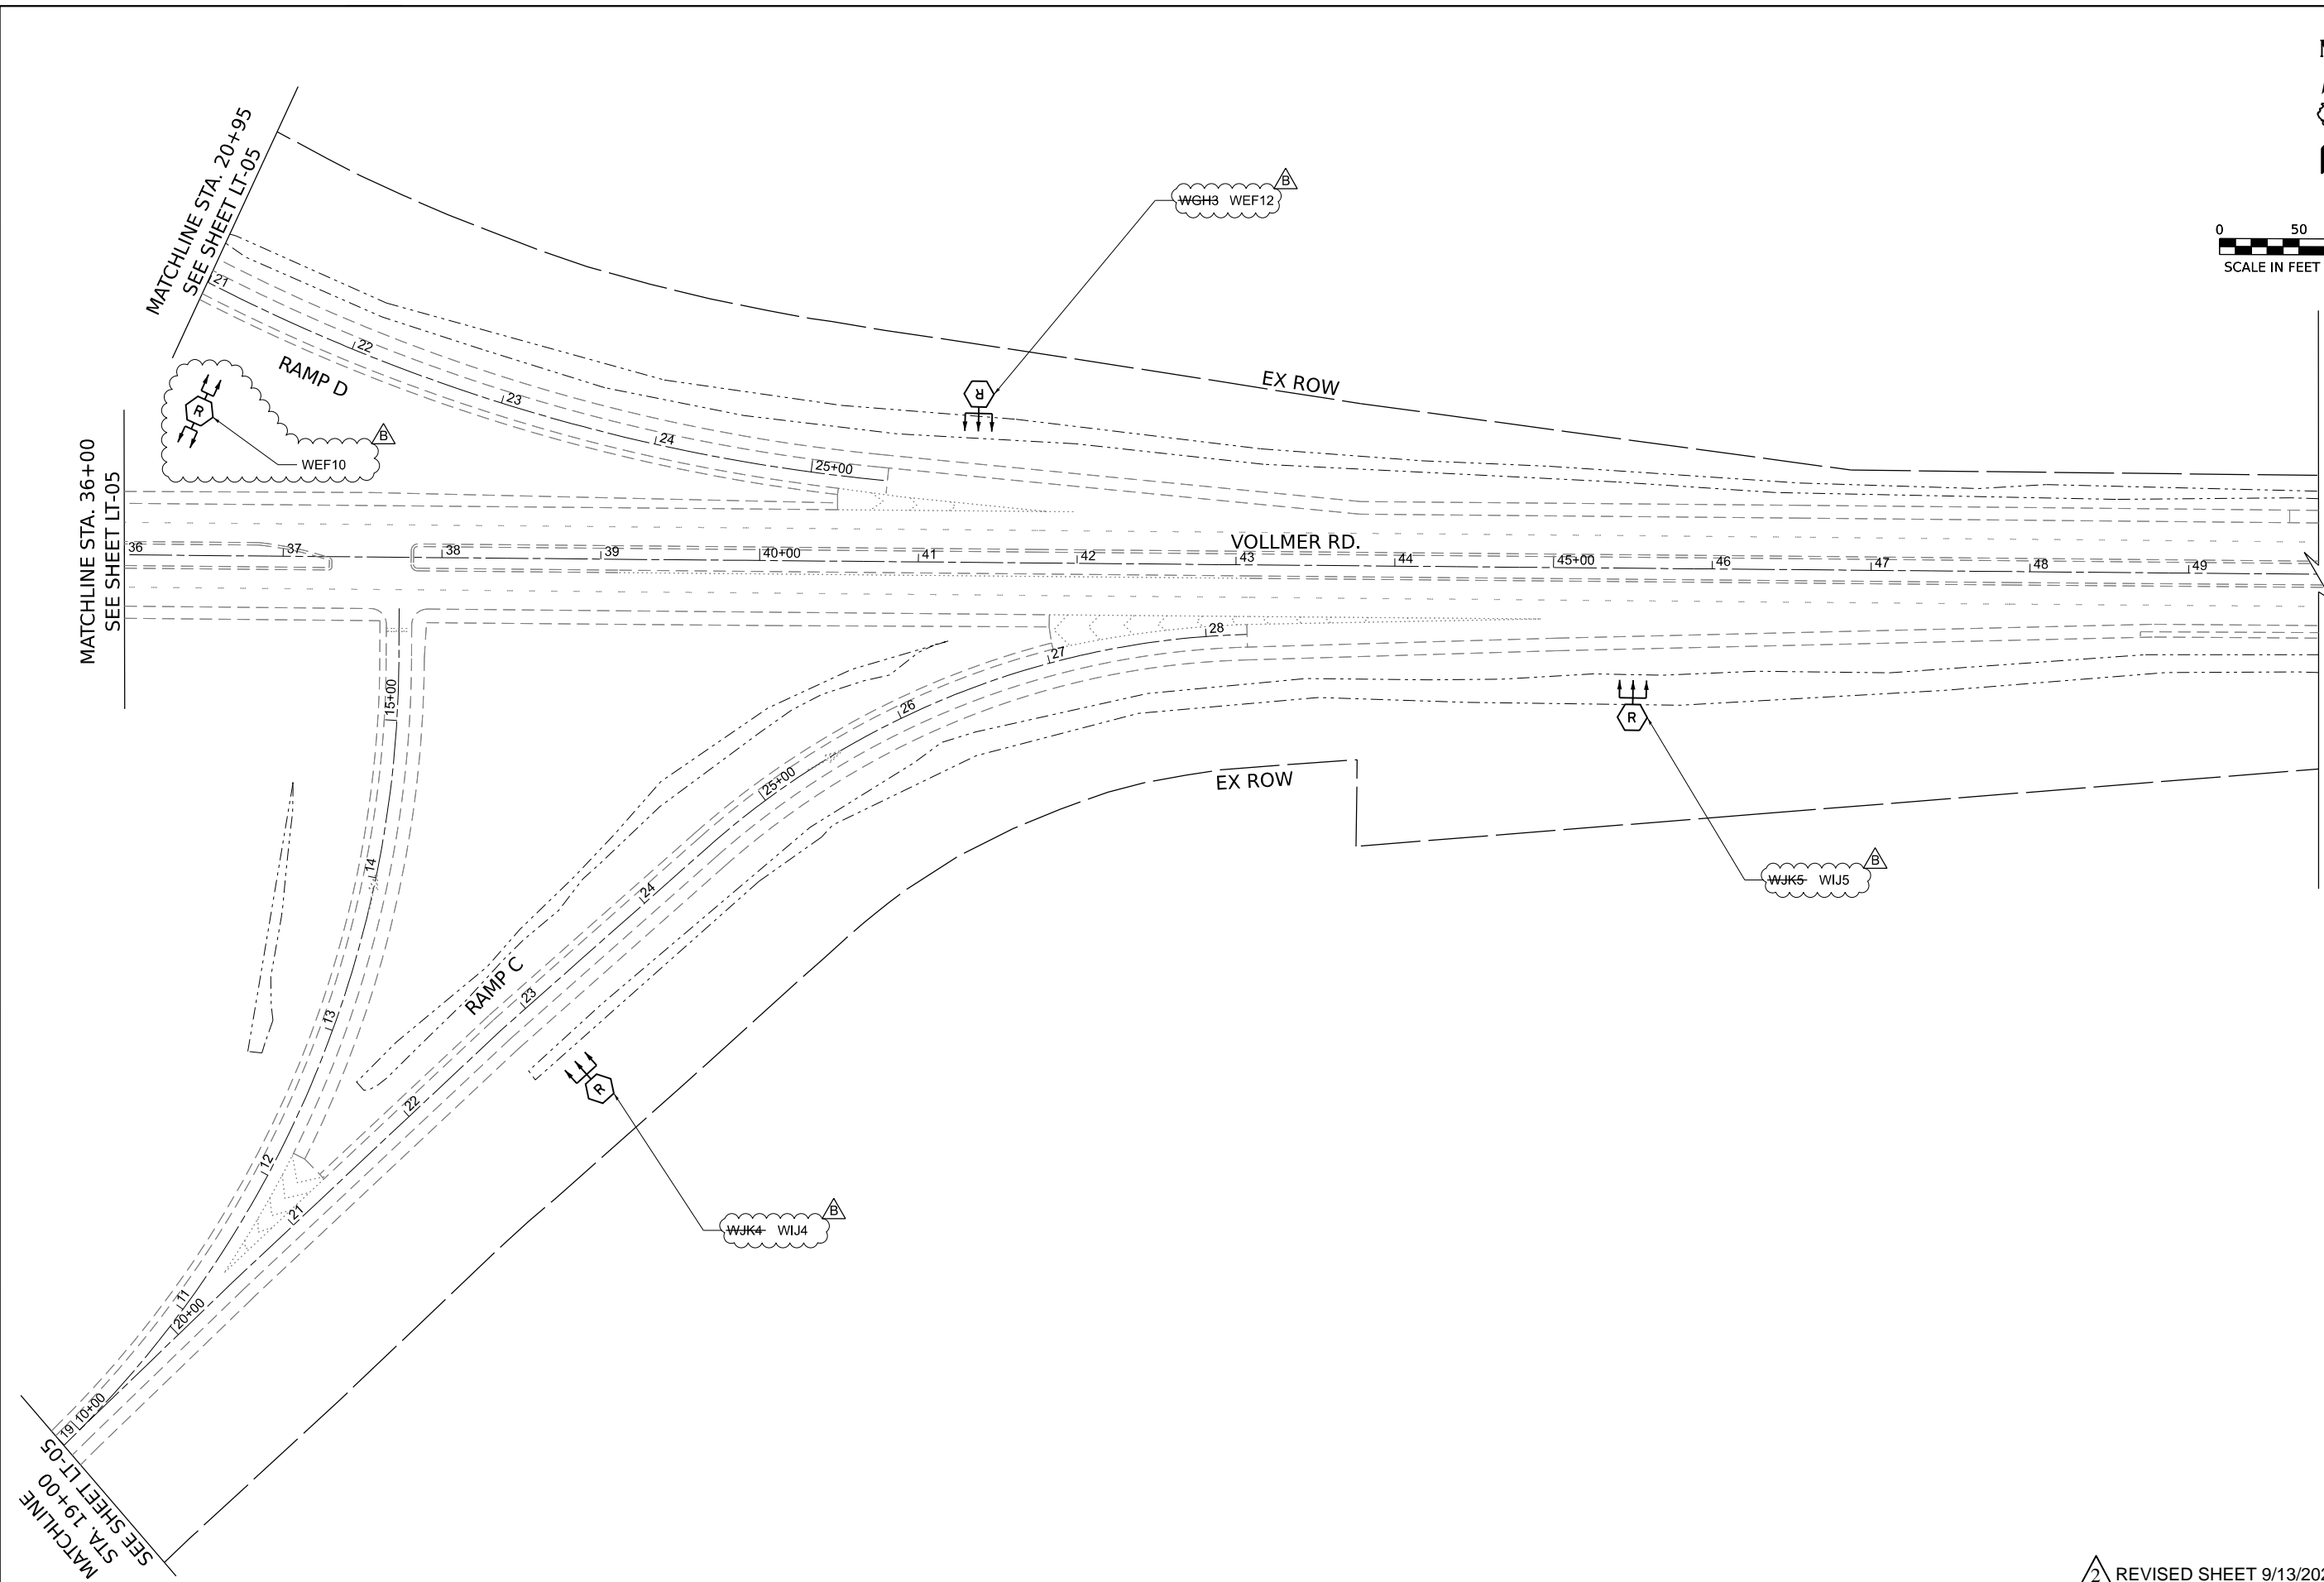 MATCHLINE STA. 20+95
SEE SHEET LT-05
B
WGH3 WEF12
0 50
SCALE IN FEET
21
22
RAMP D
23
24
25+00
EX ROW
R
R
B
WEF10
MATCHLINE STA. 36+00
SEE SHEET LT-05
VOLLMER RD.
36 37 38 39 40+00 41 42 43 44 45+00 46 47 48 49
28
27
26
25+00
24
23
22
21
20+00
19
RAMP C
15+00
14
13
12
11
10+00
R
EX ROW
B
WJK5 WIJ5
R
B
WJK4 WIJ4
MATCHLINE
STA. 19+00
SEE SHEET LT-05
2 REVISED SHEET 9/13/20